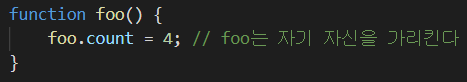 function foo() {
    foo.count = 4; // foo는 자기 자신을 가리킨다
}